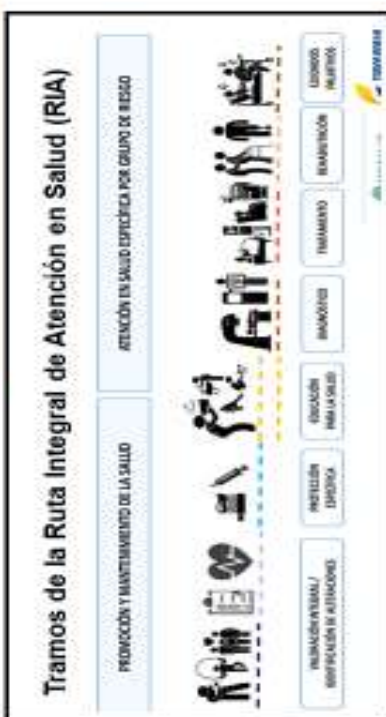 Tramos de la Ruta Integral de Atención en Salud (RIA)
PROMOCIÓN Y MANTENIMIENTO DE LA SALUD
ATENCIÓN EN SALUD ESPECÍFICA POR GRUPO DE RIESGO
VALORACIÓN INTEGRAL /
IDENTIFICACIÓN DE ALTERACIONES
PROTECCIÓN
ESPECÍFICA
EDUCACIÓN
PARA LA SALUD
DIAGNÓSTICO
TRATAMIENTO
REHABILITACIÓN
CUIDADOS
PALIATIVOS